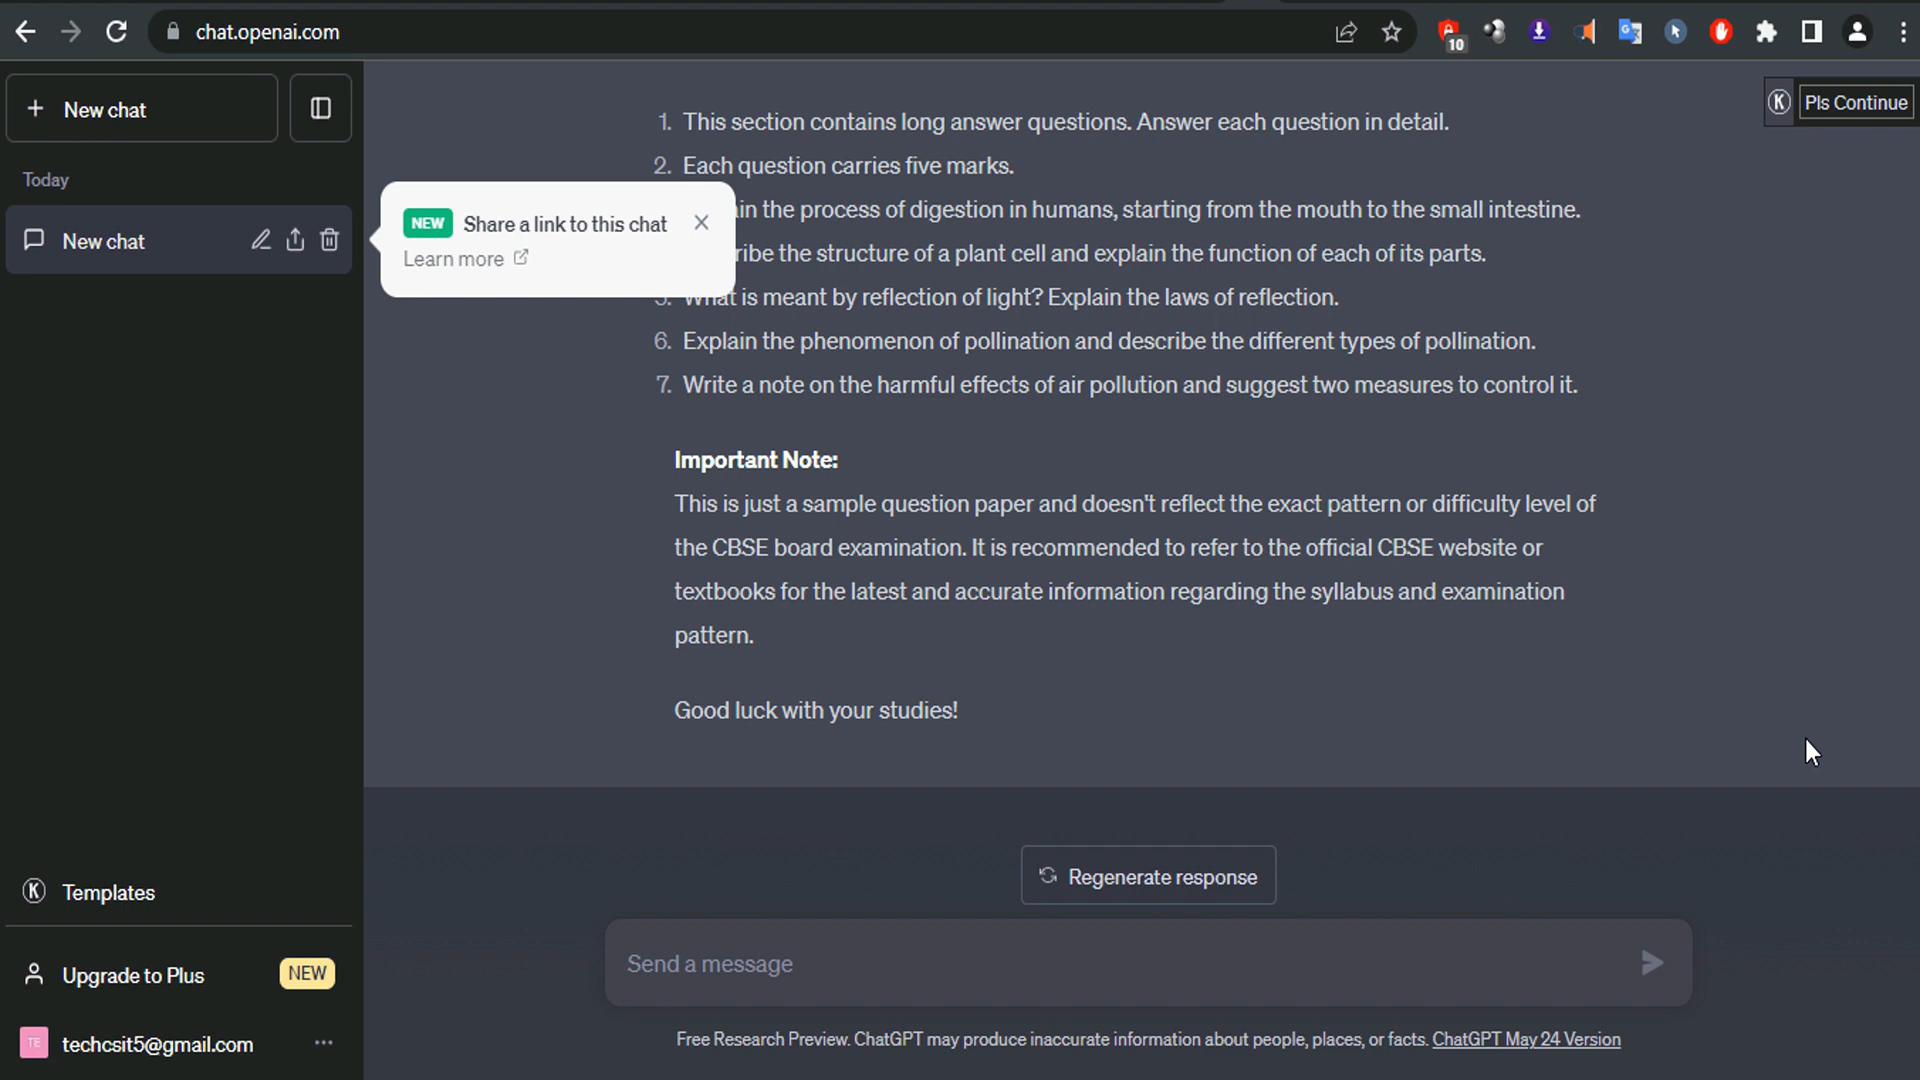 chat.openai.com
10
New chat
Pls Continue
Today
New chat
NEW Share a link to this chat
Learn more
1. This section contains long answer questions. Answer each question in detail.
2. Each question carries five marks.
in the process of digestion in humans, starting from the mouth to the small intestine.
ribe the structure of a plant cell and explain the function of each of its parts.
5. What is meant by reflection of light? Explain the laws of reflection.
6. Explain the phenomenon of pollination and describe the different types of pollination.
7. Write a note on the harmful effects of air pollution and suggest two measures to control it.
Important Note:
This is just a sample question paper and doesn't reflect the exact pattern or difficulty level of
the CBSE board examination. It is recommended to refer to the official CBSE website or
textbooks for the latest and accurate information regarding the syllabus and examination
pattern.
Good luck with your studies!
Templates
Upgrade to Plus NEW
TE techcsit5@gmail.com
Regenerate response
Send a message
Free Research Preview. ChatGPT may produce inaccurate information about people, places, or facts. ChatGPT May 24 Version